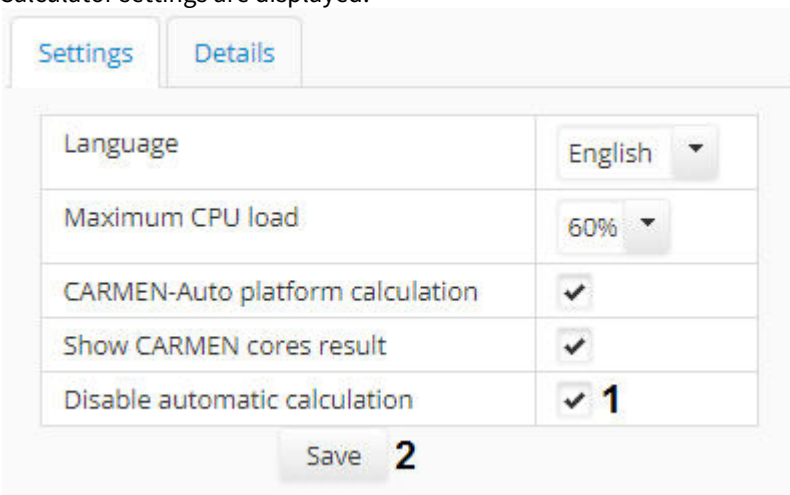 Calculator settings are displayed.
Settings Details
Language English
Maximum CPU load 60%
CARMEN-Auto platform calculation
Show CARMEN cores result
Disable automatic calculation 1
Save 2